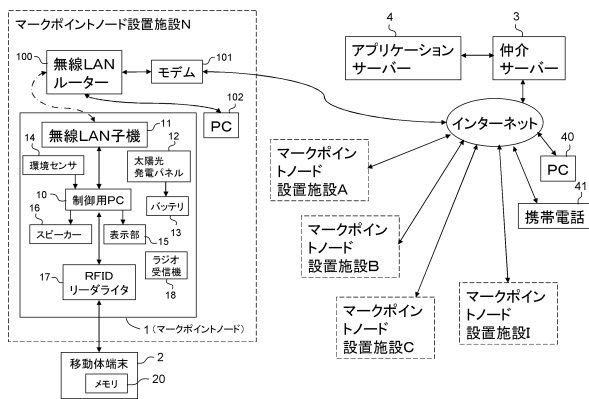 マークポイントノード設置施設N
100
無線LAN
ルーター
モデム
101
102
PC
無線LAN子機
11
14
環境センサ
12
太陽光
発電パネル
10
制御用PC
バッテリ
13
16
スピーカー
表示部
15
17
RFID
リーダライタ
ラジオ
受信機
18
1(マークポイントノード)
移動体端末
2
メモリ
20
4
アプリケーション
サーバー
3
仲介
サーバー
インターネット
40
PC
41
携帯電話
マークポイン
トノード
設置施設A
マークポイン
トノード
設置施設B
マークポイン
トノード
設置施設C
マークポイン
トノード
設置施設I